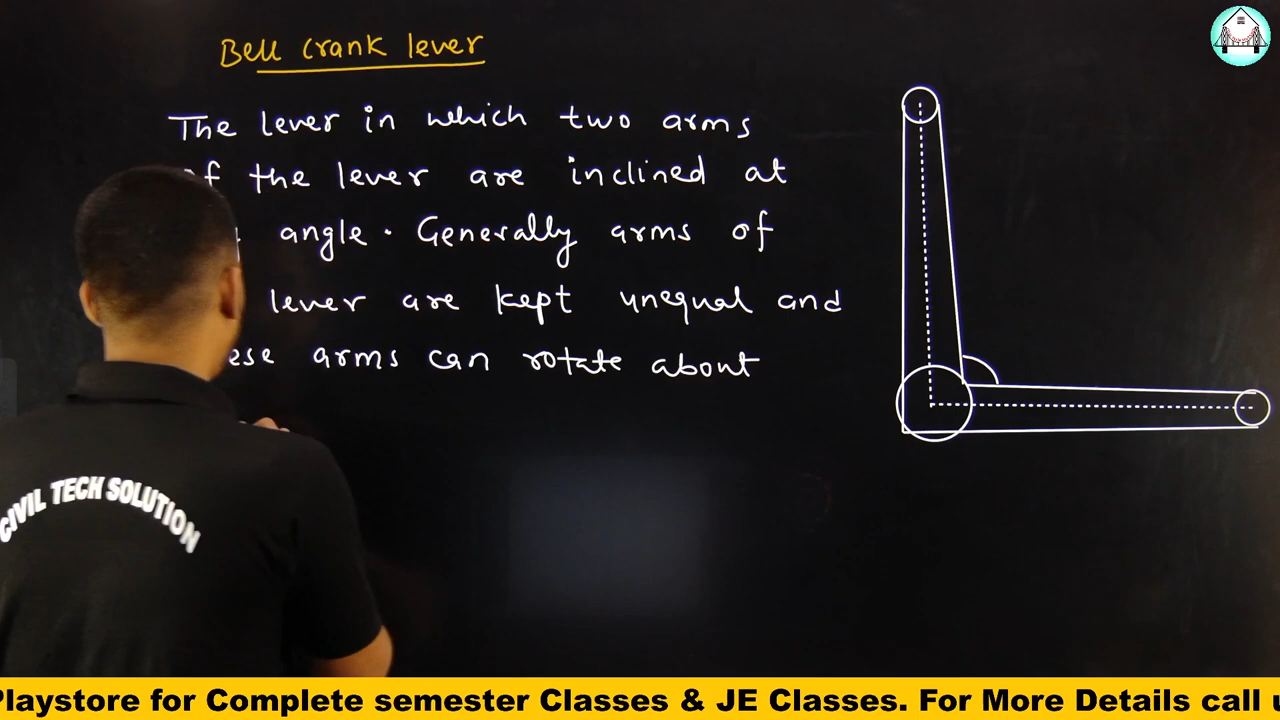 Bell crank lever
The lever in which two arms
of the lever are inclined at
angle. Generally arms of
lever are kept unequal and
ese arms can rotate about
CIVIL TECH SOLUTION
Playstore for Complete semester Classes & JE Classes. For More Details call u